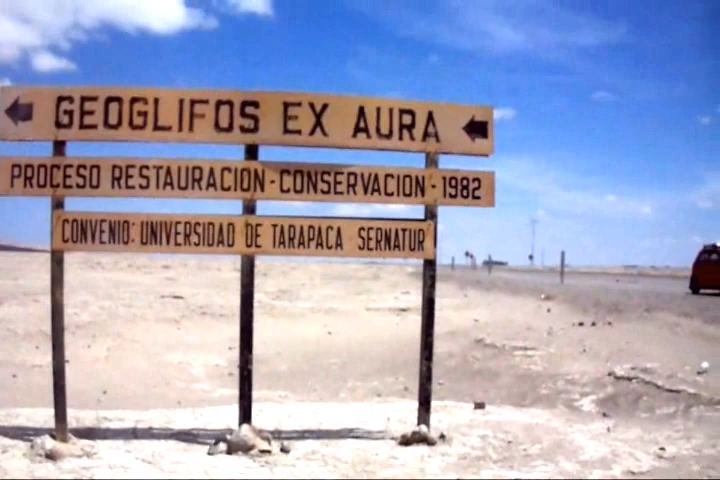 GEOGLIFOS EX AURA
PROCESO RESTAURACION-CONSERVACION-1982
CONVENIO: UNIVERSIDAD DE TARAPACA SERNATUR